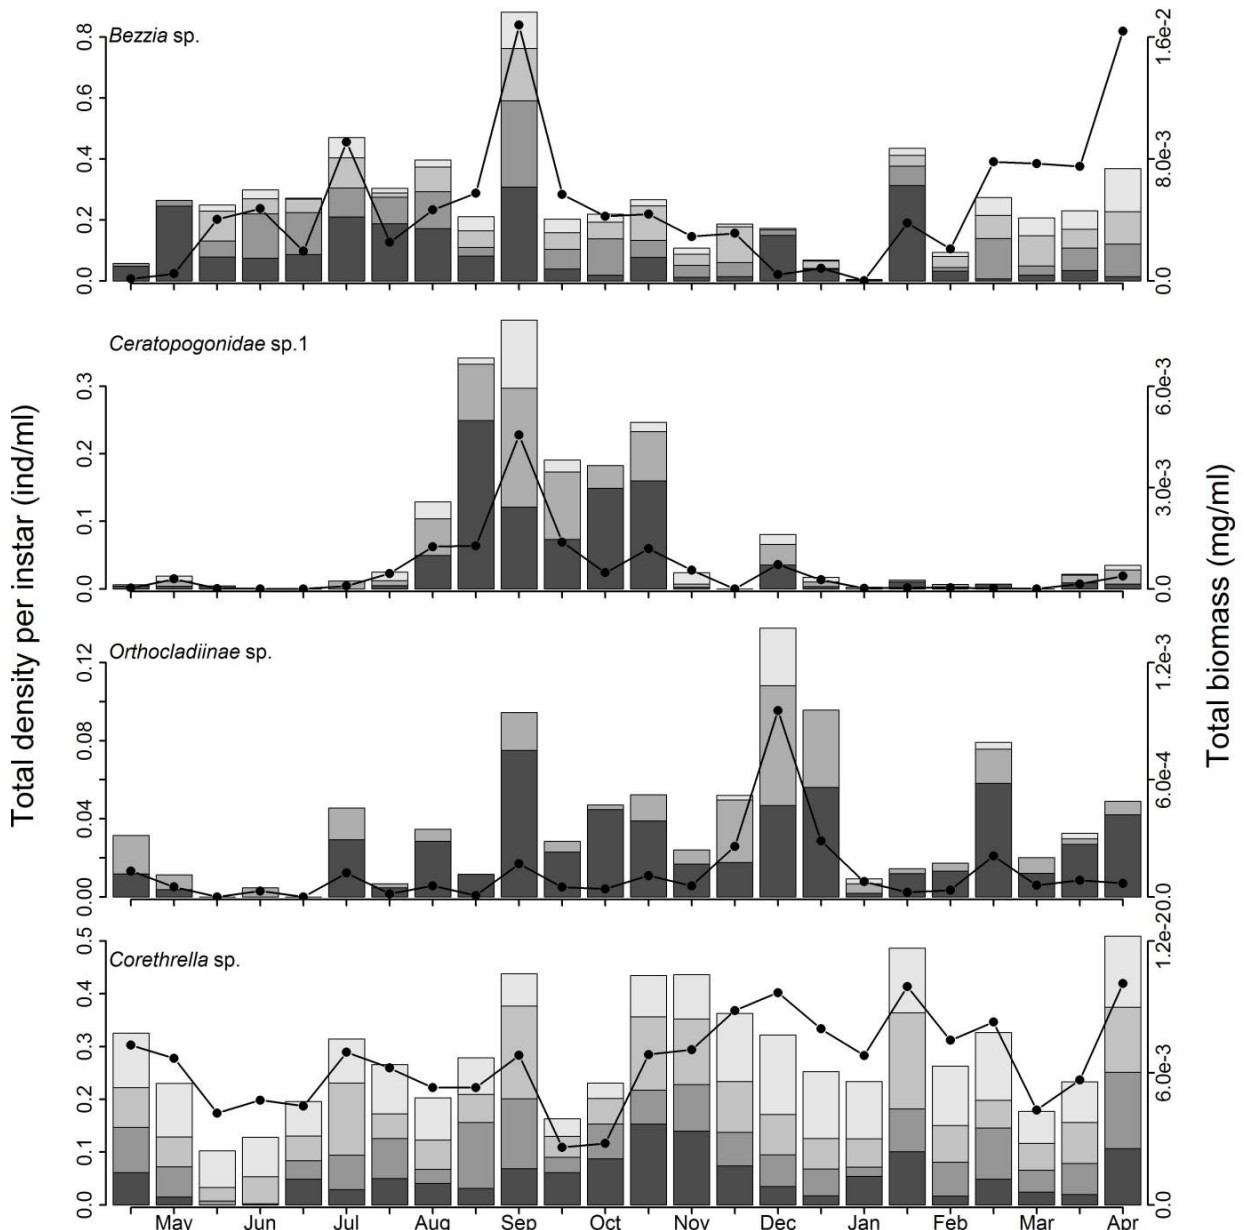 Total density per instar (ind/ml)
Total biomass (mg/ml)
Bezzia sp.
0.0
0.2
0.4
0.6
0.8
0.0
8.0e-3
1.6e-2
Ceratopogonidae sp.1
0.0
0.1
0.2
0.3
0.0
3.0e-3
6.0e-3
Orthocladiinae sp.
0.00
0.04
0.08
0.12
0.0
6.0e-4
1.2e-3
Corethrella sp.
0.0
0.1
0.2
0.3
0.4
0.5
0.0
6.0e-3
1.2e-2
May Jun Jul Aug Sep Oct Nov Dec Jan Feb Mar Apr